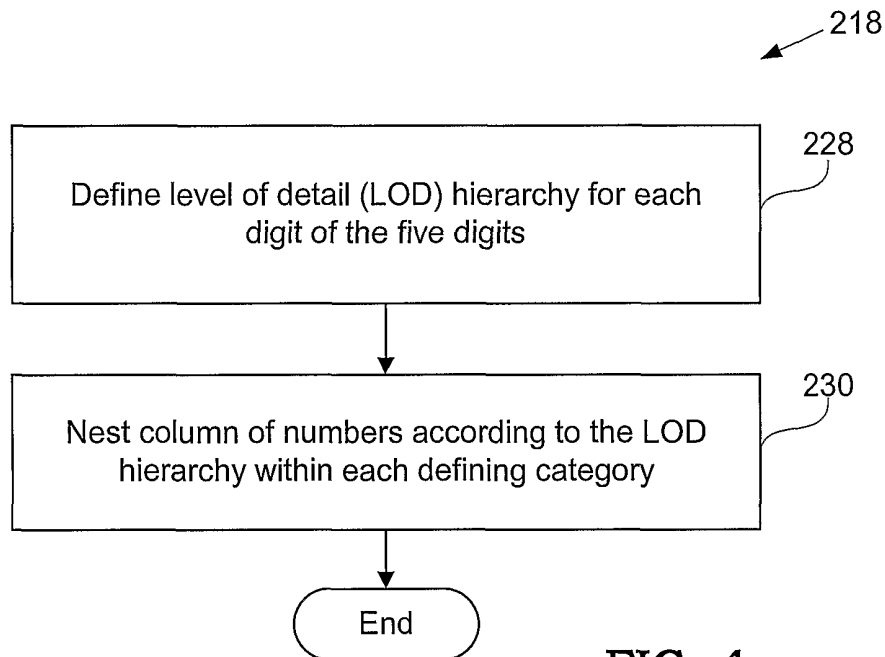 218
228
Define level of detail (LOD) hierarchy for each
digit of the five digits
230
Nest column of numbers according to the LOD
hierarchy within each defining category
End